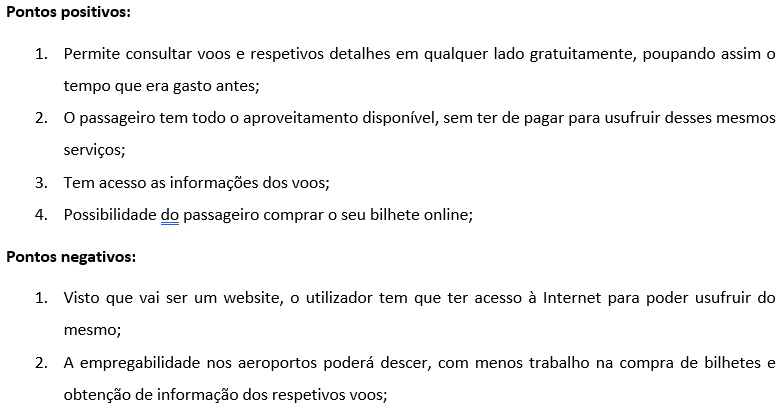 Pontos positivos:
1. Permite consultar voos e respetivos detalhes em qualquer lado gratuitamente, poupando assim o
tempo que era gasto antes;
2. O passageiro tem todo o aproveitamento disponível, sem ter de pagar para usufruir desses mesmos
serviços;
3. Tem acesso as informações dos voos;
4. Possibilidade do passageiro comprar o seu bilhete online;
Pontos negativos:
1. Visto que vai ser um website, o utilizador tem que ter acesso à Internet para poder usufruir do
mesmo;
2. A empregabilidade nos aeroportos poderá descer, com menos trabalho na compra de bilhetes e
obtenção de informação dos respetivos voos;